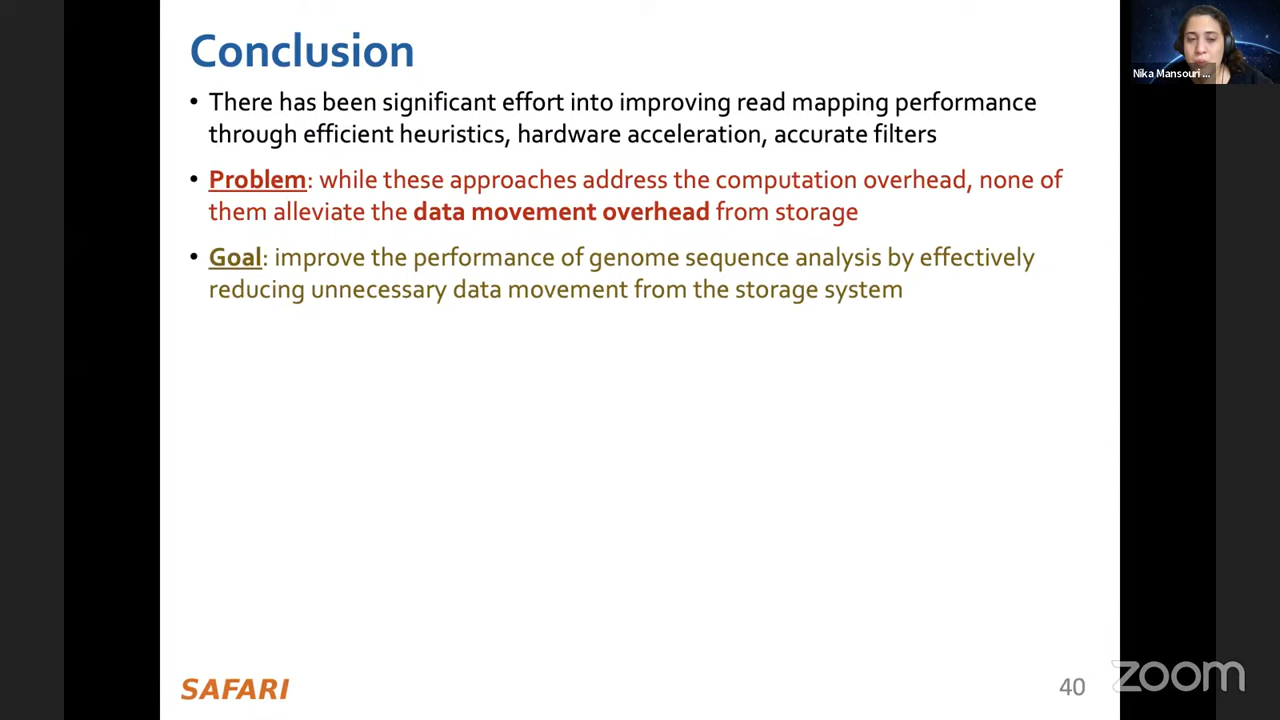 Conclusion
• There has been significant effort into improving read mapping performance
through efficient heuristics, hardware acceleration, accurate filters
• Problem: while these approaches address the computation overhead, none of
them alleviate the data movement overhead from storage
• Goal: improve the performance of genome sequence analysis by effectively
reducing unnecessary data movement from the storage system
SAFARI
40
zoom
Nika Mansouri ...